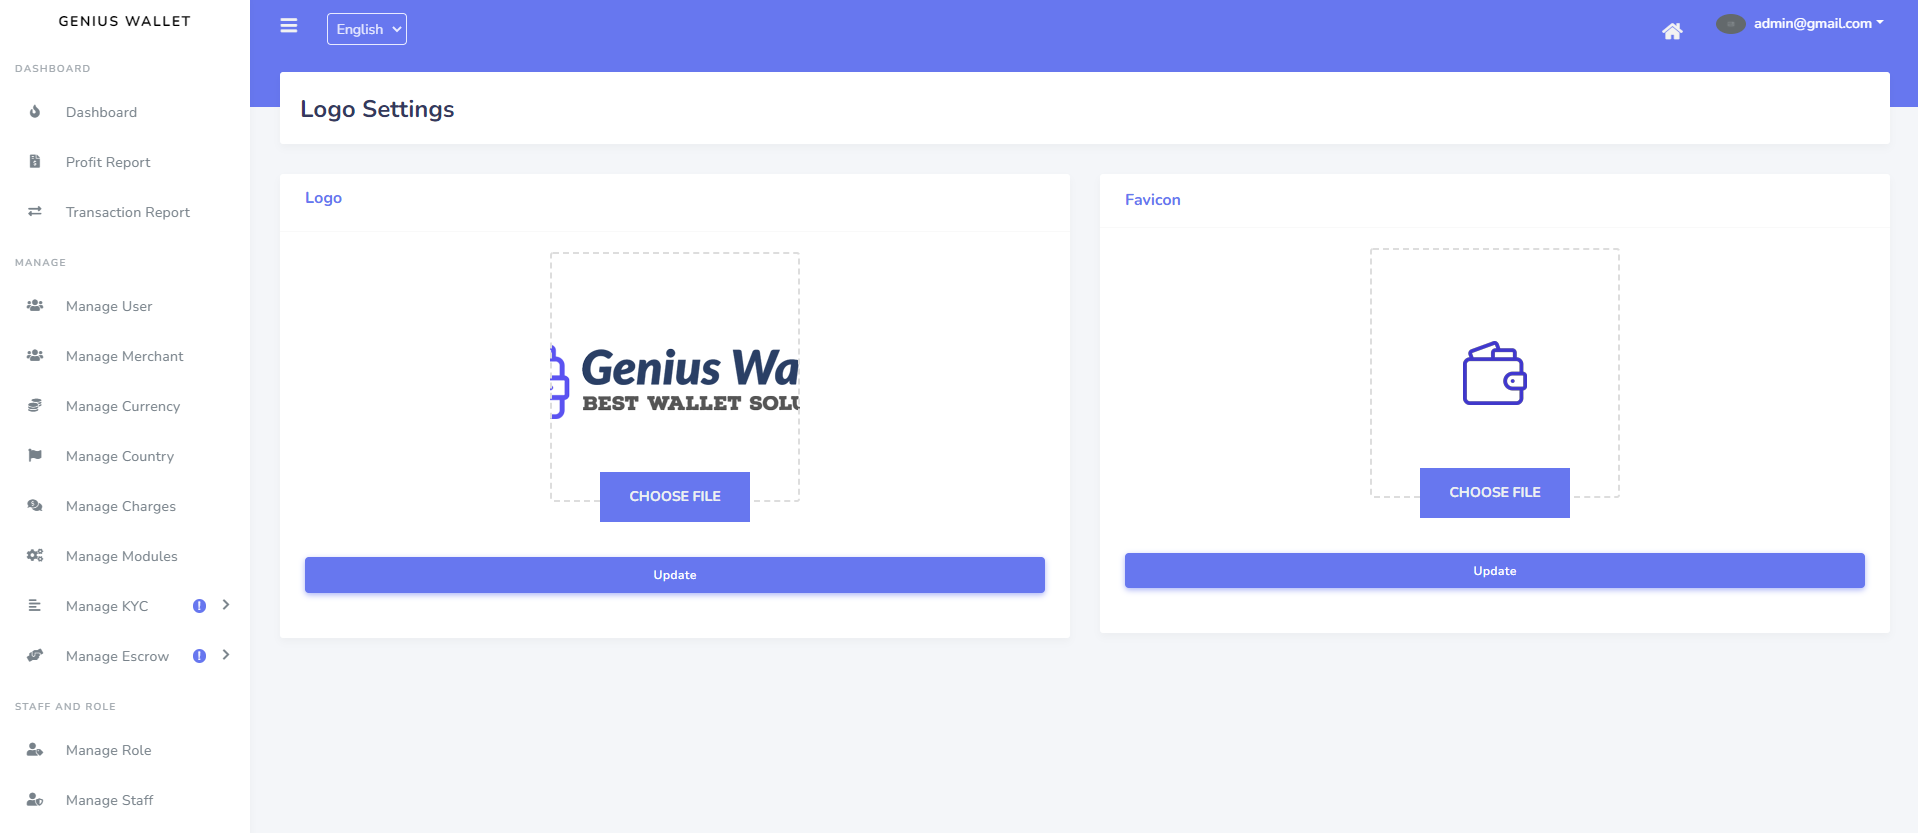 GENIUS WALLET
English
admin@gmail.com
DASHBOARD
Dashboard
Profit Report
Transaction Report
MANAGE
Manage User
Manage Merchant
Manage Currency
Manage Country
Manage Charges
Manage Modules
Manage KYC
Manage Escrow
STAFF AND ROLE
Manage Role
Manage Staff
Logo Settings
Logo
Genius Wa
BEST WALLET SOLU
CHOOSE FILE
Update
Favicon
CHOOSE FILE
Update